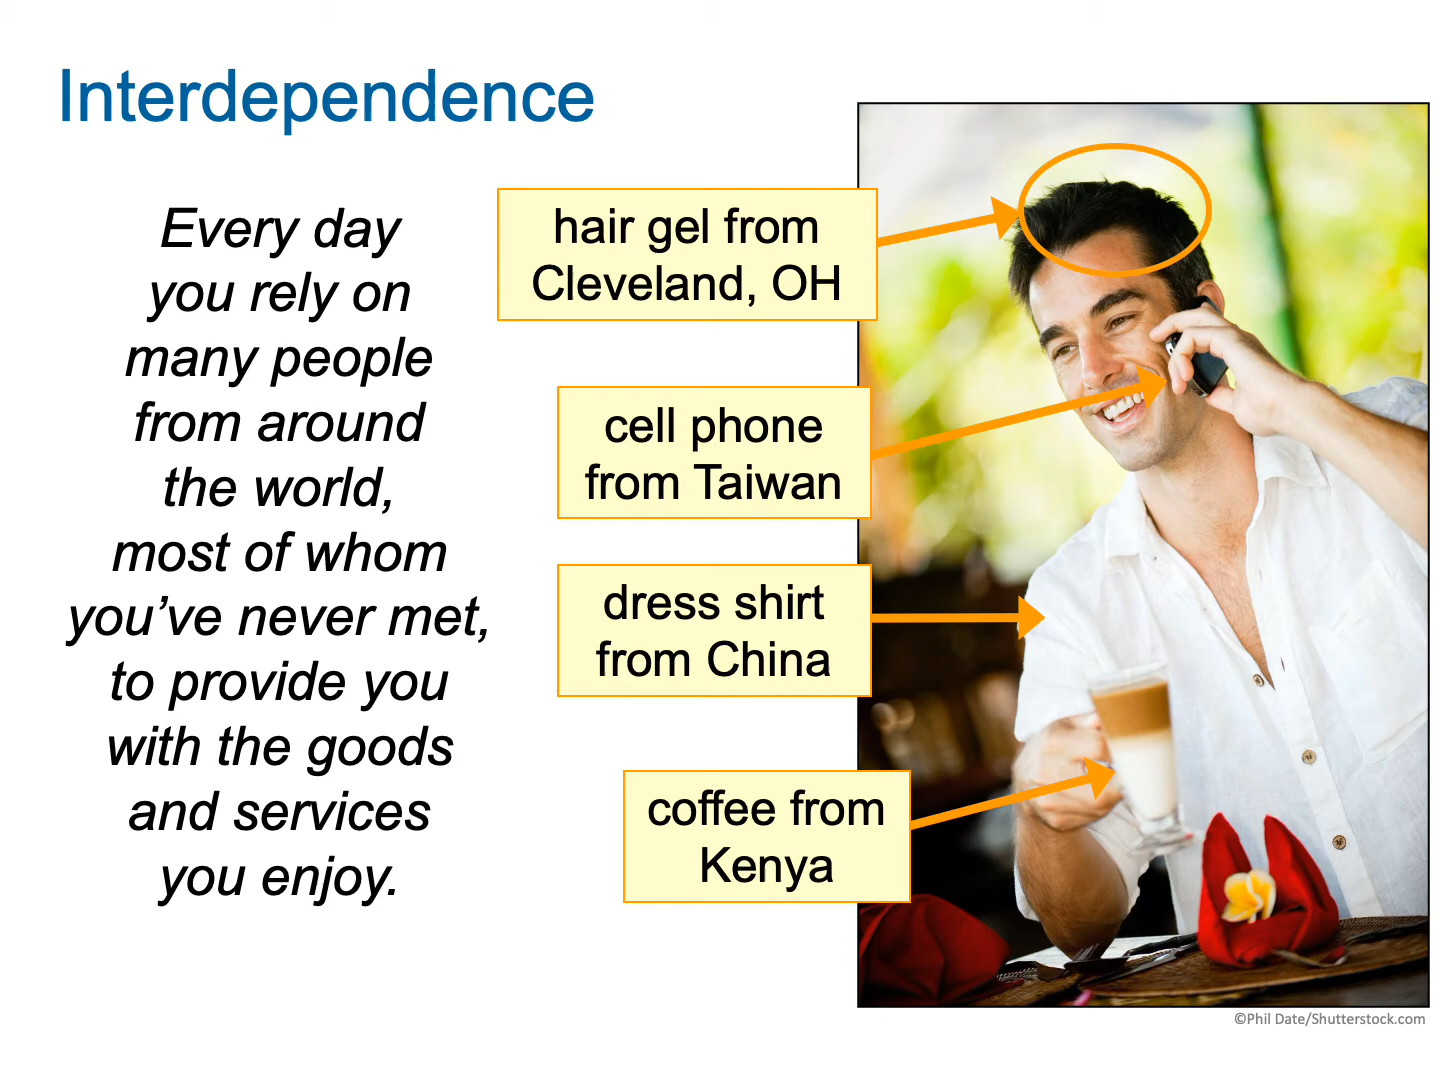 Interdependence
Every day
you rely on
many people
from around
the world,
most of whom
you’ve never met,
to provide you
with the goods
and services
you enjoy.
hair gel from
Cleveland, OH
cell phone
from Taiwan
dress shirt
from China
coffee from
Kenya
©Phil Date/Shutterstock.com